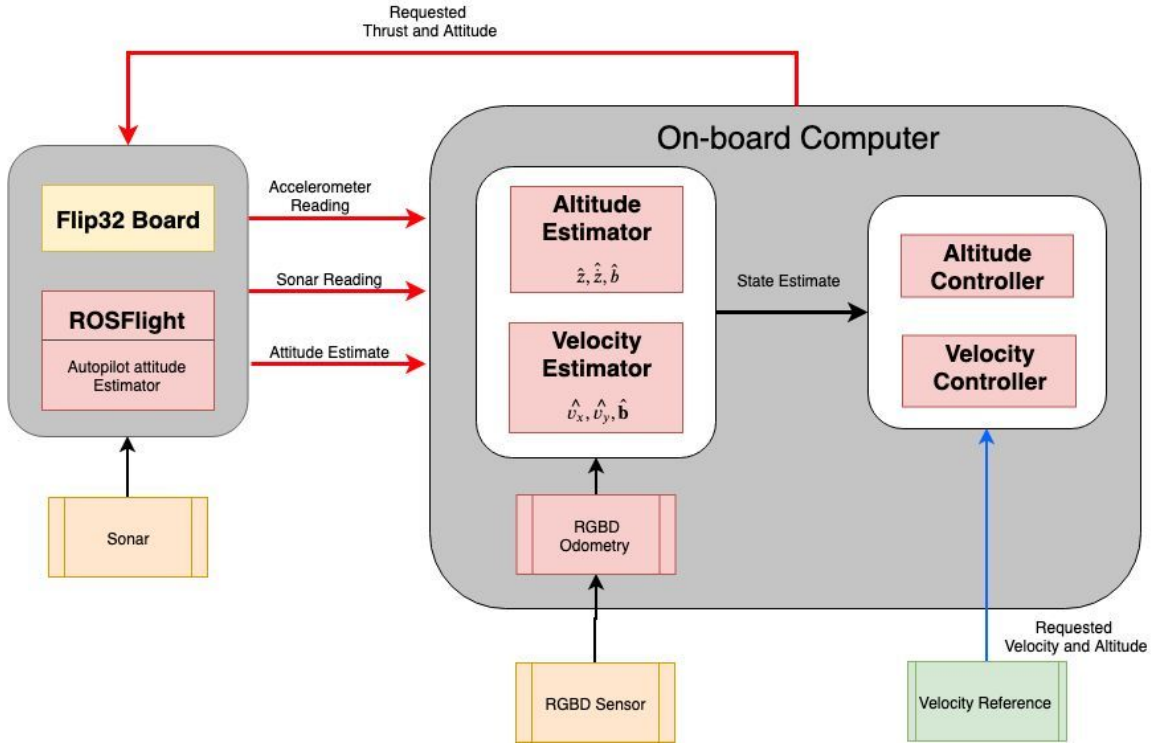 Requested
Thrust and Attitude
On-board Computer
Flip32 Board
ROSFlight
Autopilot attitude
Estimator
Accelerometer
Reading
Sonar Reading
Attitude Estimate
Altitude
Estimator
ẑ, ż̂, b̂
Velocity
Estimator
v̂_x, v̂_y, b̂
State Estimate
Altitude
Controller
Velocity
Controller
Sonar
RGBD
Odometry
RGBD Sensor
Requested
Velocity and Altitude
Velocity Reference